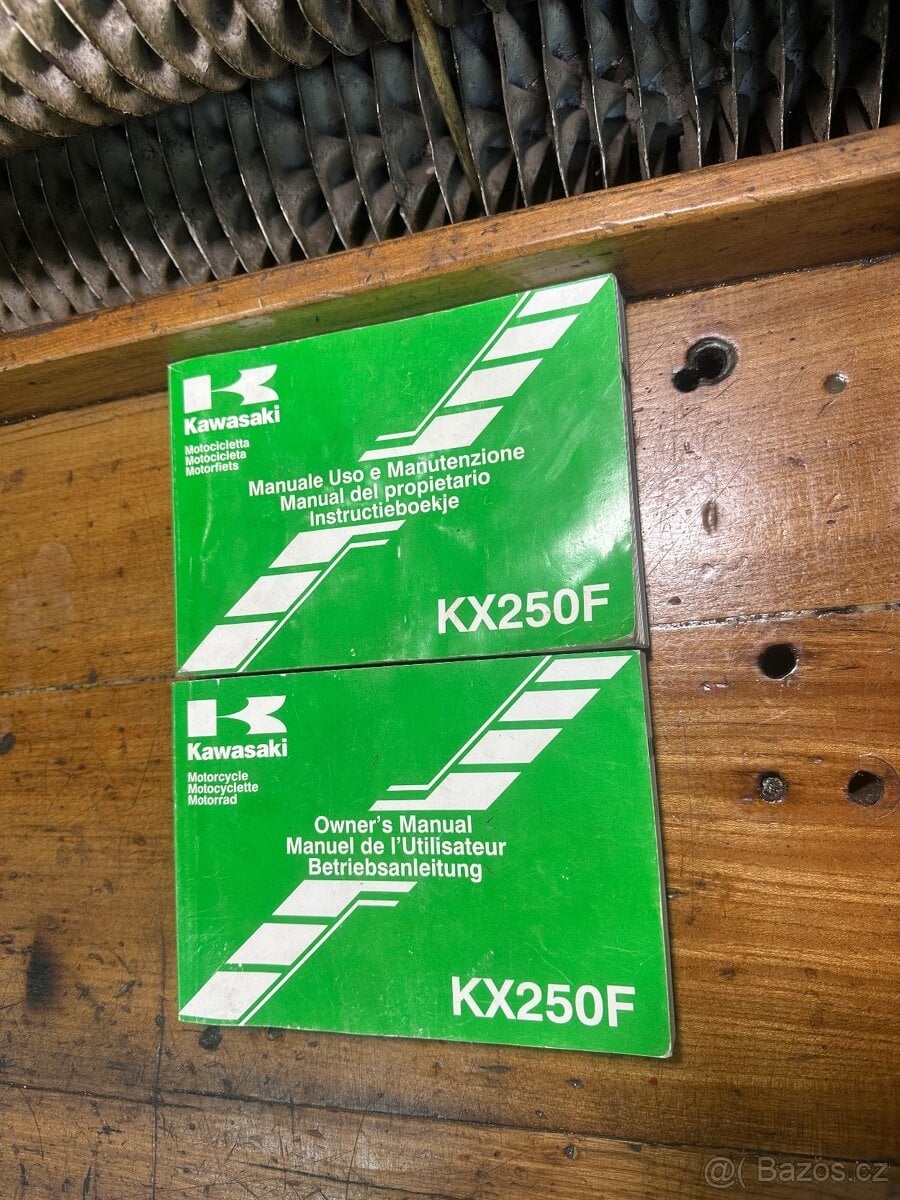 Kawasaki
Motocicletta
Motocicleta
Motorfiets
Manuale Uso e Manutenzione
Manual del propietario
Instructieboekje
KX250F
Kawasaki
Motorcycle
Motocyclette
Motorrad
Owner's Manual
Manuel de l'Utilisateur
Betriebsanleitung
KX250F
@( Bazos.cz